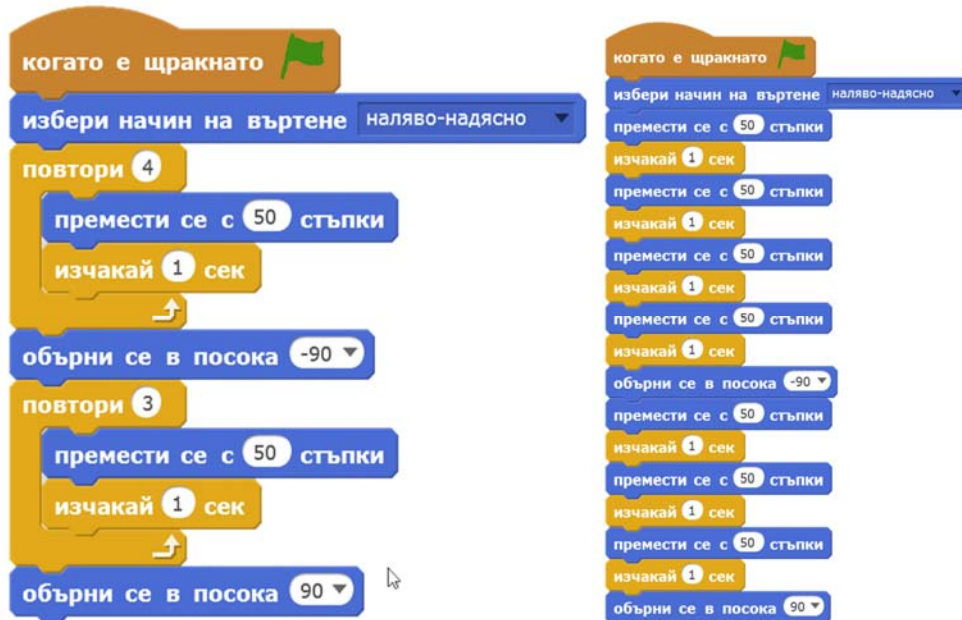 когато е щракнато
избери начин на въртене наляво-надясно
повтори 4
премести се с 50 стъпки
изчакай 1 сек
обърни се в посока -90
повтори 3
премести се с 50 стъпки
изчакай 1 сек
обърни се в посока 90
когато е щракнато
избери начин на въртене наляво-надясно
премести се с 50 стъпки
изчакай 1 сек
премести се с 50 стъпки
изчакай 1 сек
премести се с 50 стъпки
изчакай 1 сек
премести се с 50 стъпки
изчакай 1 сек
обърни се в посока -90
премести се с 50 стъпки
изчакай 1 сек
премести се с 50 стъпки
изчакай 1 сек
премести се с 50 стъпки
изчакай 1 сек
обърни се в посока 90